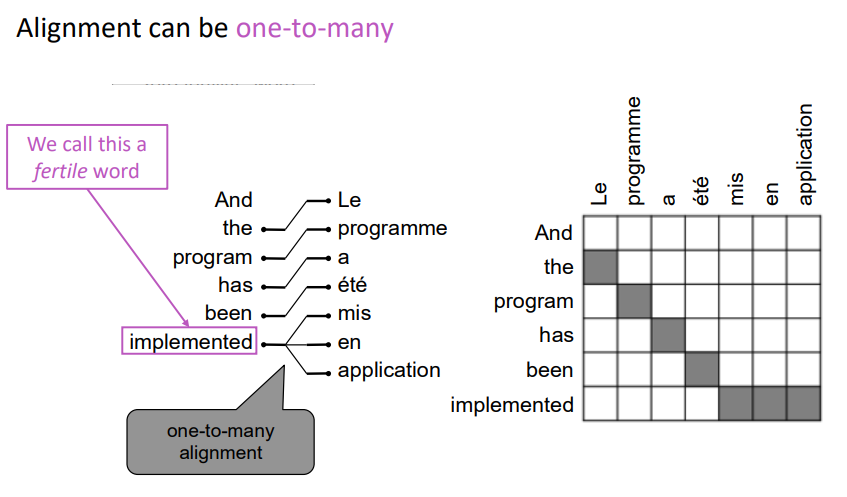 Alignment can be one-to-many
We call this a
fertile word
And
the
program
has
been
implemented
Le
programme
a
été
mis
en
application
one-to-many
alignment
Le
programme
a
été
mis
en
application
And
the
program
has
been
implemented